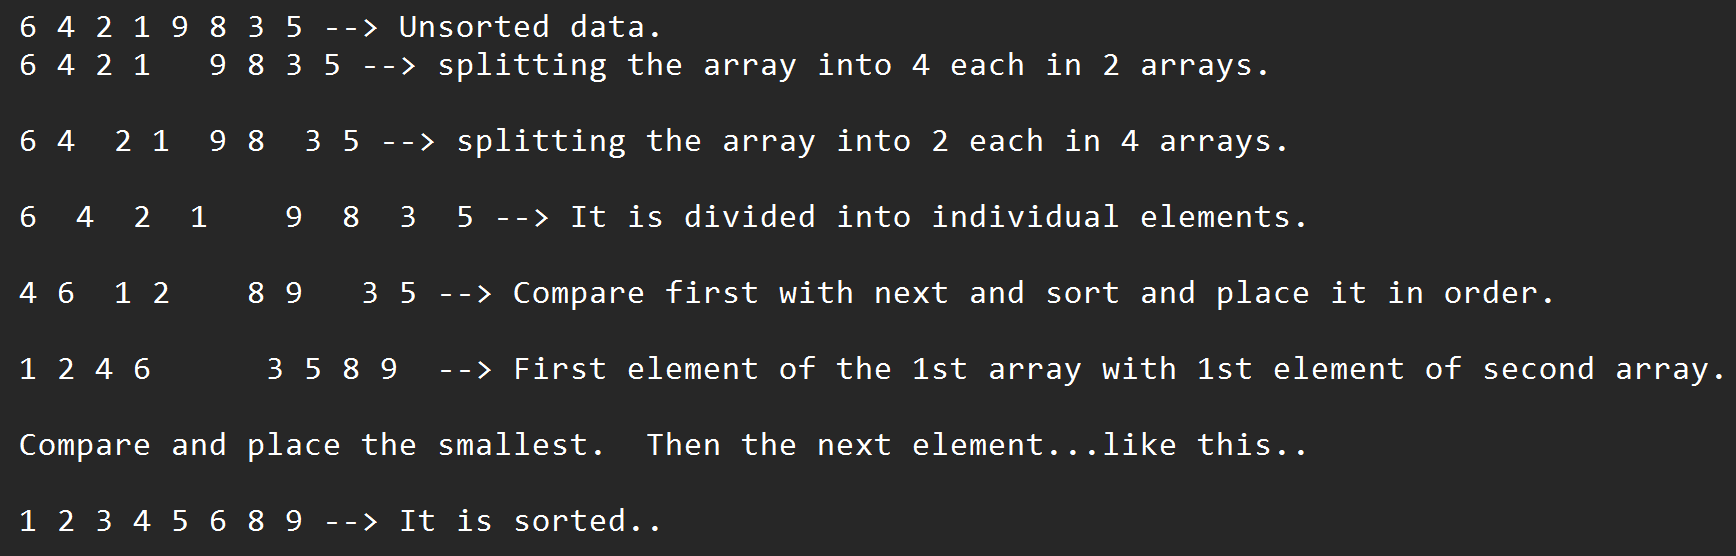 6 4 2 1 9 8 3 5 --> Unsorted data.
6 4 2 1   9 8 3 5 --> splitting the array into 4 each in 2 arrays.
6 4  2 1  9 8  3 5 --> splitting the array into 2 each in 4 arrays.
6  4  2  1    9  8  3  5 --> It is divided into individual elements.
4 6  1 2    8 9   3 5 --> Compare first with next and sort and place it in order.
1 2 4 6      3 5 8 9  --> First element of the 1st array with 1st element of second array.
Compare and place the smallest.  Then the next element...like this..
1 2 3 4 5 6 8 9 --> It is sorted..